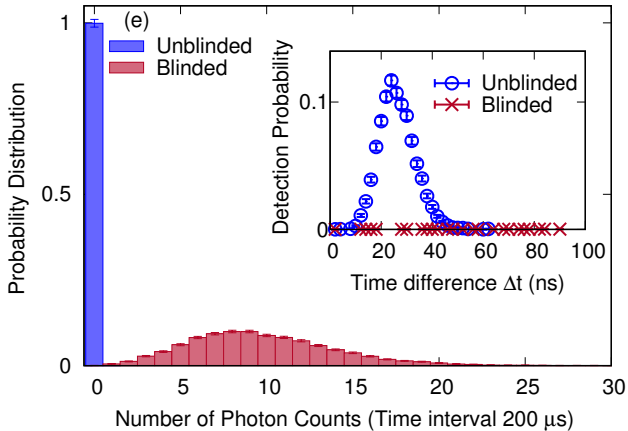 (e)
Unblinded
Blinded
Probability Distribution
1
0.5
0
0 5 10 15 20 25 30
Number of Photon Counts (Time interval 200 μs)
Unblinded
Blinded
Detection Probability
0.1
0
0 20 40 60 80 100
Time difference Δt (ns)